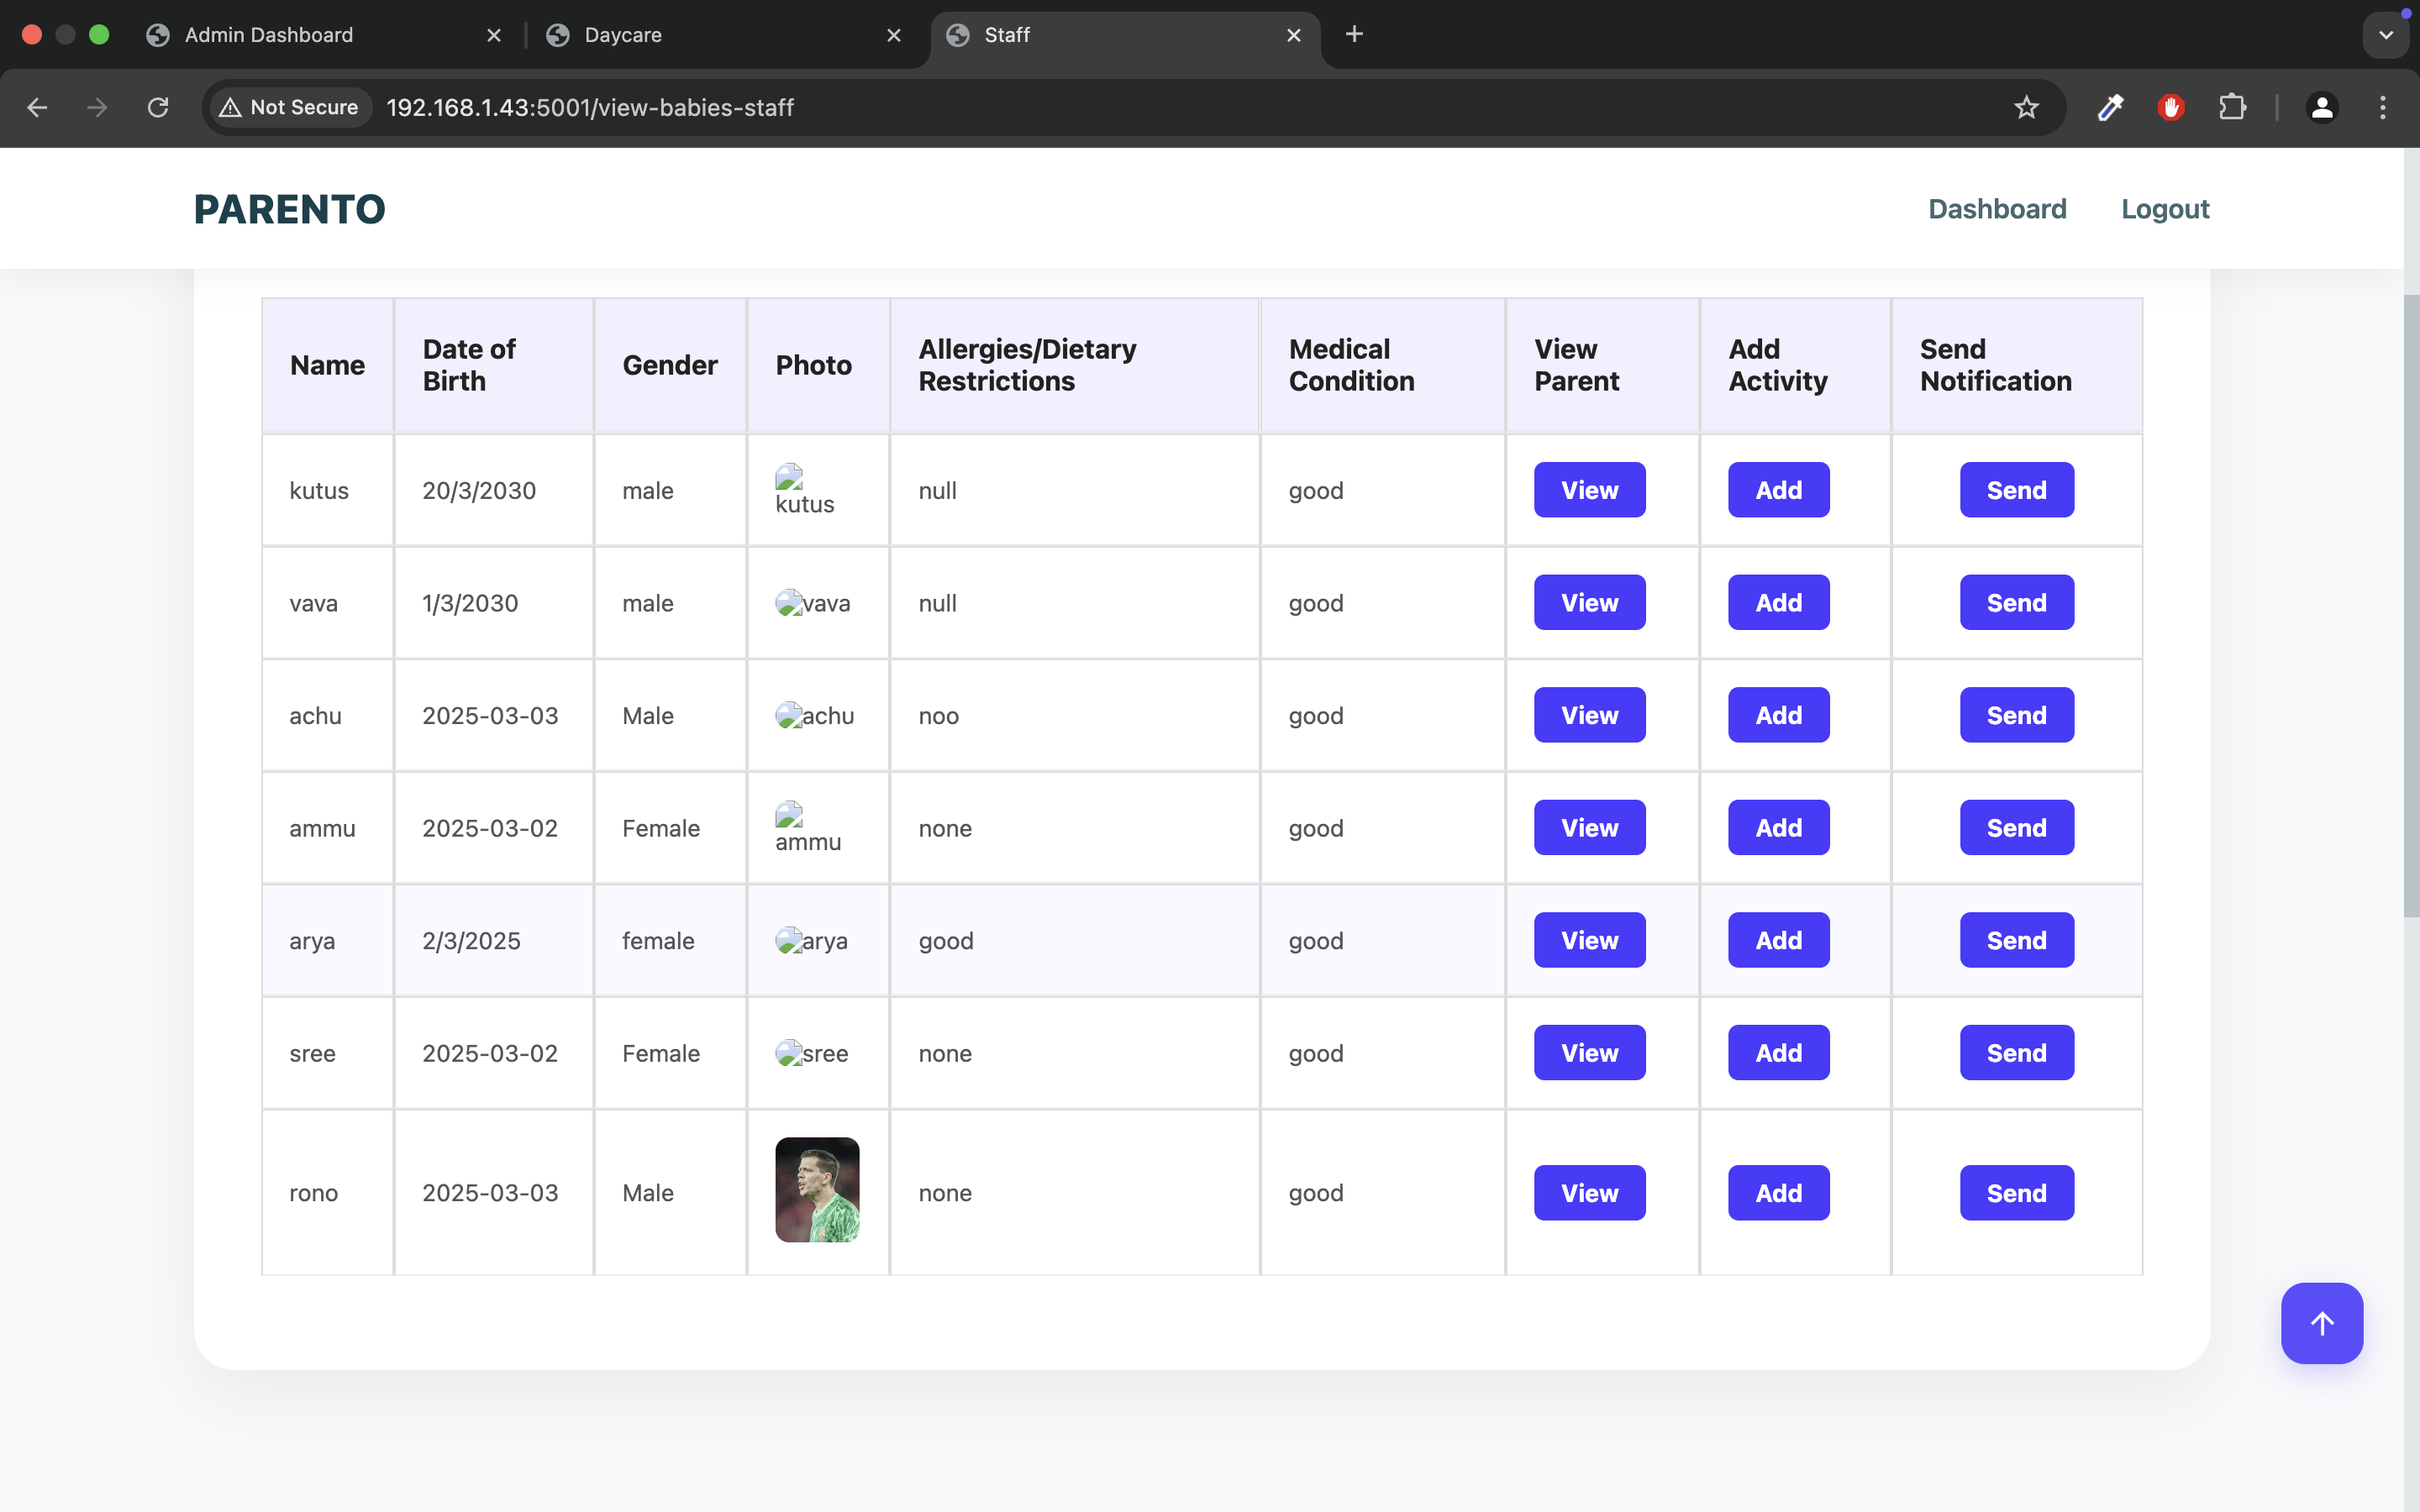 Admin Dashboard
Daycare
Staff
Not Secure
192.168.1.43:5001/view-babies-staff
PARENTO
Dashboard
Logout
Name
Date of
Birth
Gender
Photo
Allergies/Dietary
Restrictions
Medical
Condition
View
Parent
Add
Activity
Send
Notification
kutus
20/3/2030
male
kutus
null
good
View
Add
Send
vava
1/3/2030
male
vava
null
good
View
Add
Send
achu
2025-03-03
Male
achu
noo
good
View
Add
Send
ammu
2025-03-02
Female
ammu
none
good
View
Add
Send
arya
2/3/2025
female
arya
good
good
View
Add
Send
sree
2025-03-02
Female
sree
none
good
View
Add
Send
rono
2025-03-03
Male
none
good
View
Add
Send